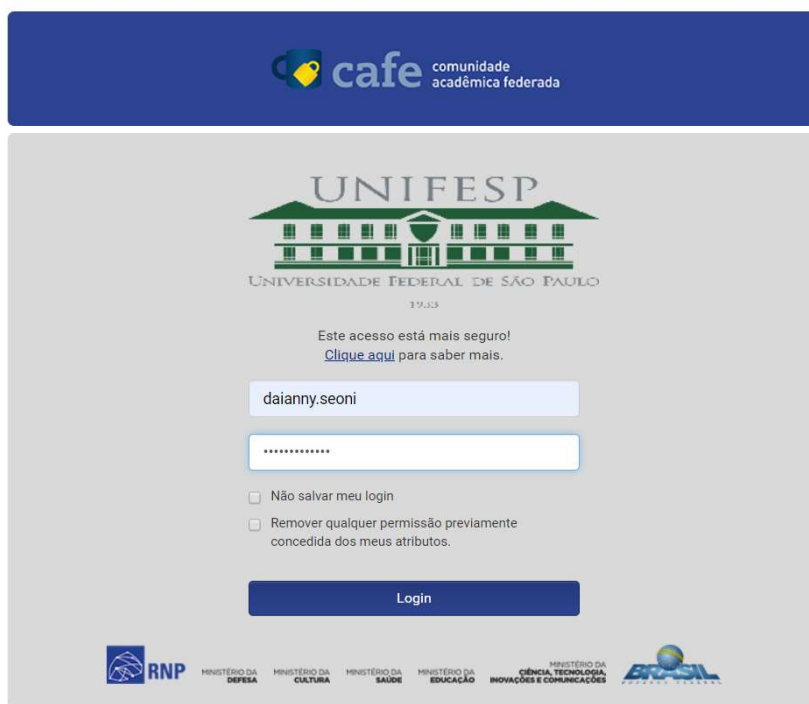 cafe comunidade
acadêmica federada
UNIFESP
UNIVERSIDADE FEDERAL DE SÃO PAULO
1933
Este acesso está mais seguro!
Clique aqui para saber mais.
daianny.seoni
•••••••••••••
Não salvar meu login
Remover qualquer permissão previamente
concedida dos meus atributos.
Login
RNP
MINISTÉRIO DA
DEFESA
MINISTÉRIO DA
CULTURA
MINISTÉRIO DA
SAÚDE
MINISTÉRIO DA
EDUCAÇÃO
MINISTÉRIO DA
CIÊNCIA, TECNOLOGIA,
INOVAÇÕES E COMUNICAÇÕES
BRASIL
GOVERNO FEDERAL